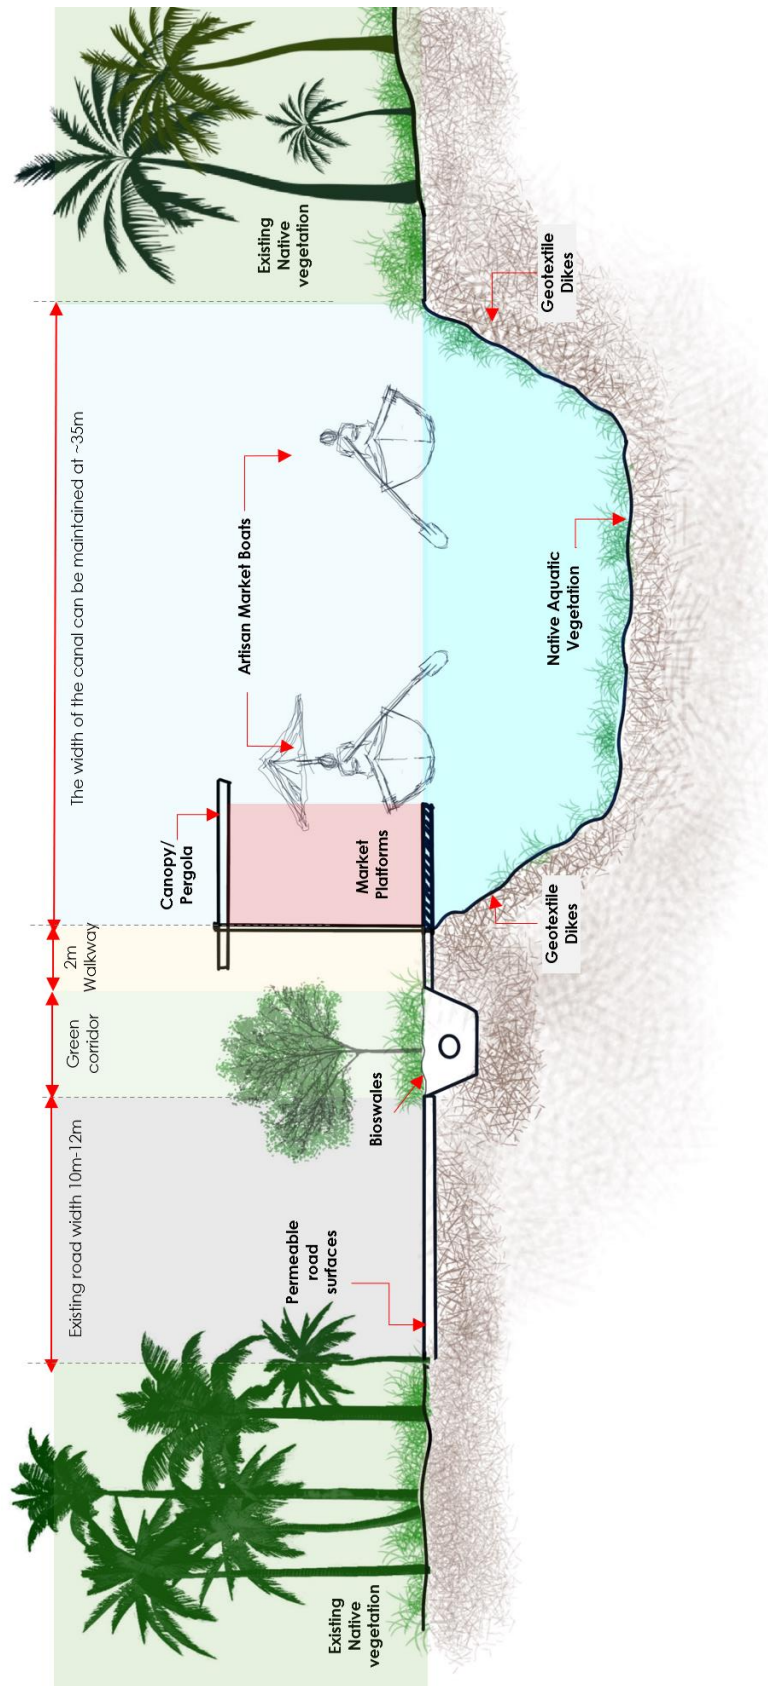 Existing road width 10m-12m
Green
corridor
2m
Walkway
The width of the canal can be maintained at ~35m
Existing
Native
vegetation
Permeable
road
surfaces
Bioswales
Canopy/
Pergola
Market
Platforms
Artisan Market Boats
Existing
Native
vegetation
Geotextile
Dikes
Native Aquatic
Vegetation
Geotextile
Dikes